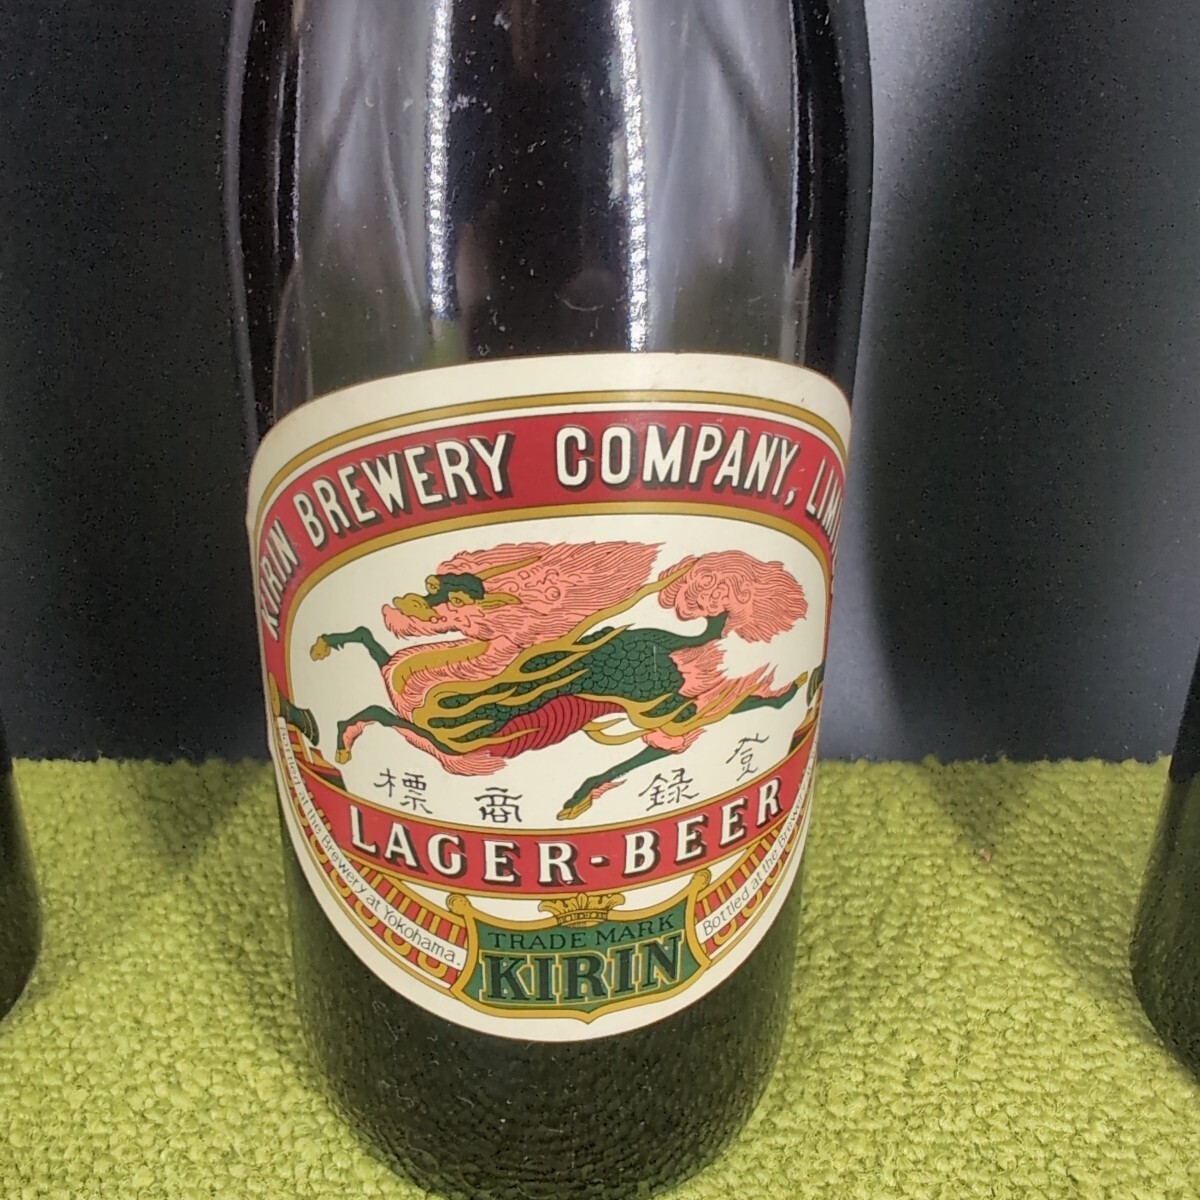 KIRIN BREWERY COMPANY, LIMI
標 商 録 登
LAGER-BEER
Bottled at the Brewery at Yokohama.
Bottled at the Brewery
TRADE MARK
KIRIN